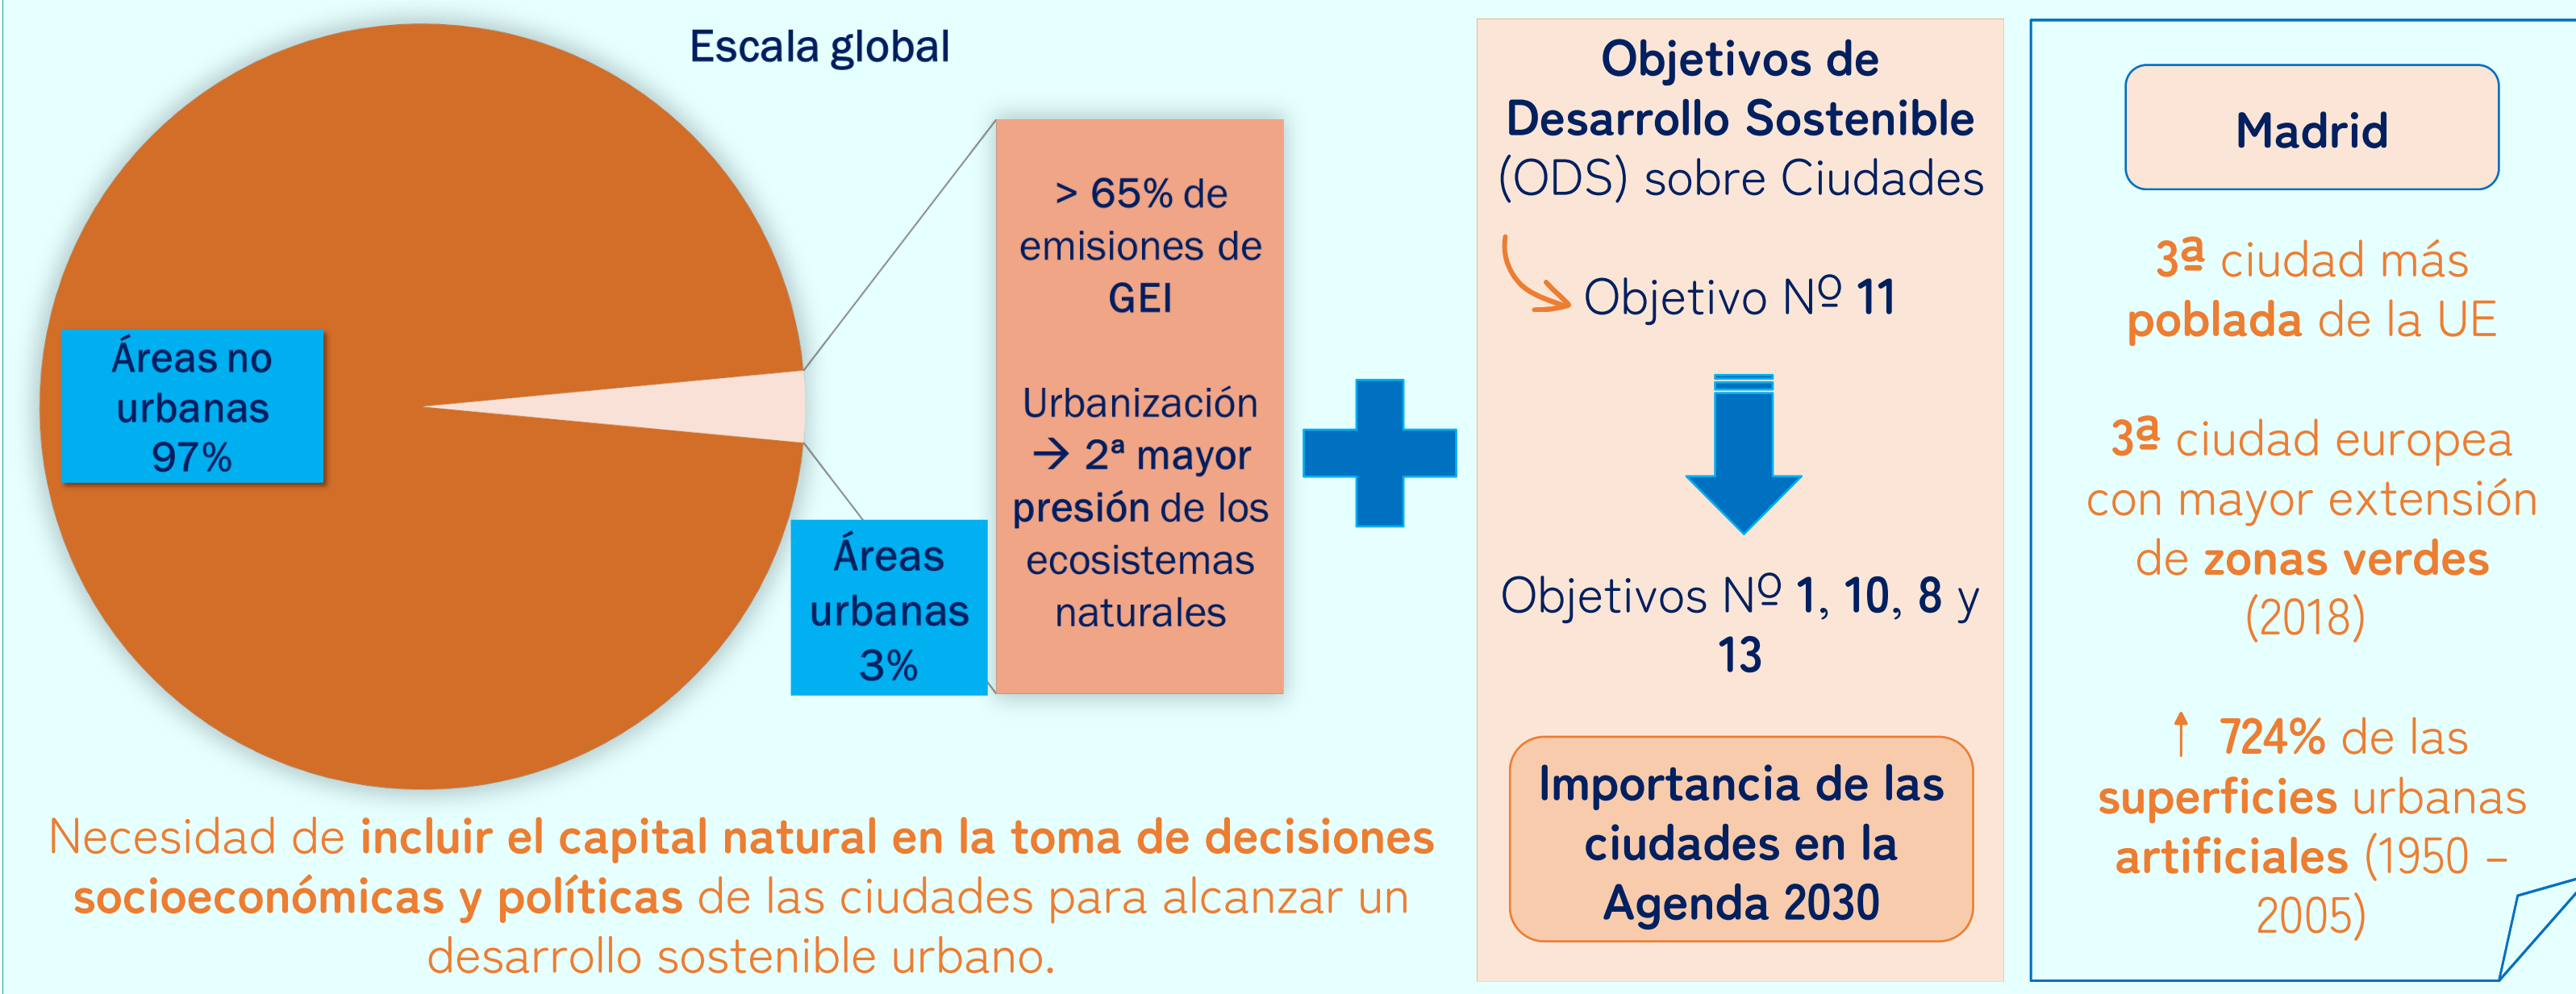 Escala global
Áreas no
urbanas
97%
Áreas
urbanas
3%
> 65% de
emisiones de
GEI
Urbanización
→ 2ª mayor
presión de los
ecosistemas
naturales
Necesidad de incluir el capital natural en la toma de decisiones
socioeconómicas y políticas de las ciudades para alcanzar un
desarrollo sostenible urbano.
Objetivos de
Desarrollo Sostenible
(ODS) sobre Ciudades
Objetivo Nº 11
Objetivos Nº 1, 10, 8 y
13
Importancia de las
ciudades en la
Agenda 2030
Madrid
3ª ciudad más
poblada de la UE
3ª ciudad europea
con mayor extensión
de zonas verdes
(2018)
↑ 724% de las
superficies urbanas
artificiales (1950 –
2005)